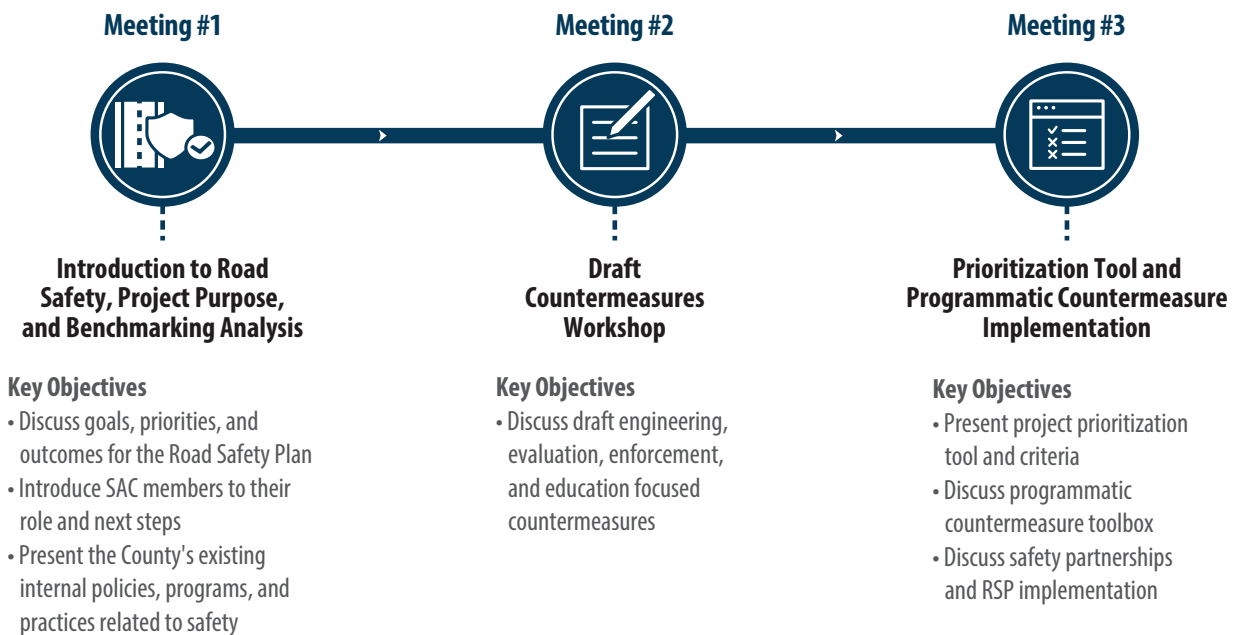 Meeting #1
Introduction to Road
Safety, Project Purpose,
and Benchmarking Analysis
Key Objectives
• Discuss goals, priorities, and
outcomes for the Road Safety Plan
• Introduce SAC members to their
role and next steps
• Present the County's existing
internal policies, programs, and
practices related to safety
Meeting #2
Draft
Countermeasures
Workshop
Key Objectives
• Discuss draft engineering,
evaluation, enforcement,
and education focused
countermeasures
Meeting #3
Prioritization Tool and
Programmatic Countermeasure
Implementation
Key Objectives
• Present project prioritization
tool and criteria
• Discuss programmatic
countermeasure toolbox
• Discuss safety partnerships
and RSP implementation